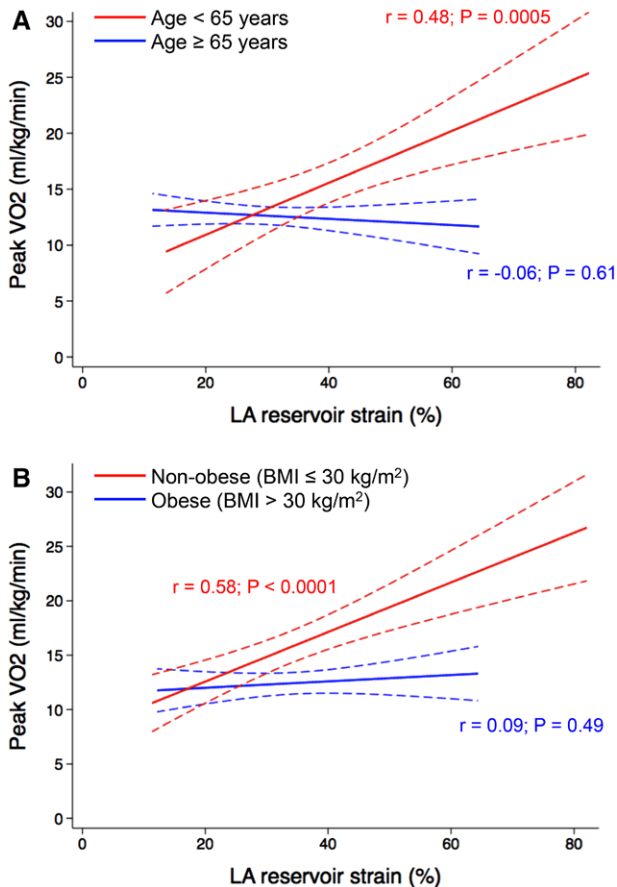 A
Age < 65 years
Age ≥ 65 years
r = 0.48; P = 0.0005
r = -0.06; P = 0.61
Peak VO2 (ml/kg/min)
30
25
20
15
10
5
0
0 20 40 60 80
LA reservoir strain (%)
B
Non-obese (BMI ≤ 30 kg/m²)
Obese (BMI > 30 kg/m²)
r = 0.58; P < 0.0001
r = 0.09; P = 0.49
Peak VO2 (ml/kg/min)
30
25
20
15
10
5
0
0 20 40 60 80
LA reservoir strain (%)